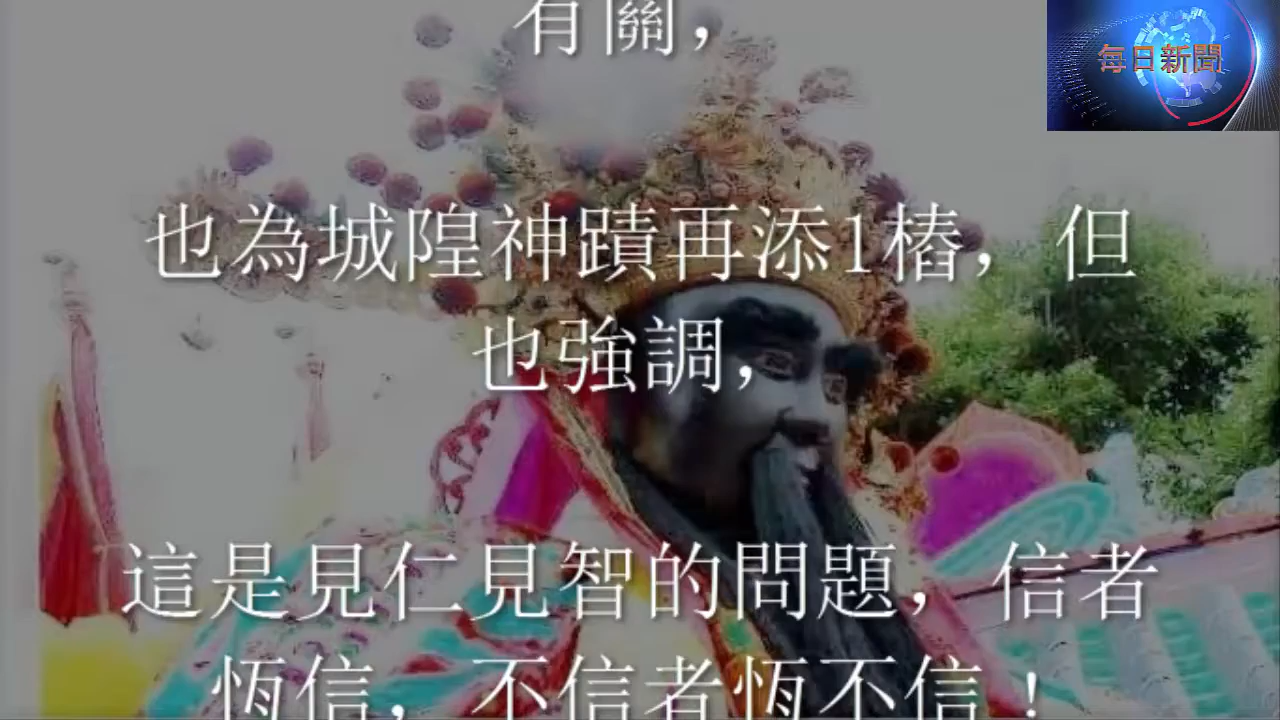 有關，
每日新聞
也為城隍神蹟再添1樁，但
也強調，
這是見仁見智的問題，信者
恆信，不信者恆不信！